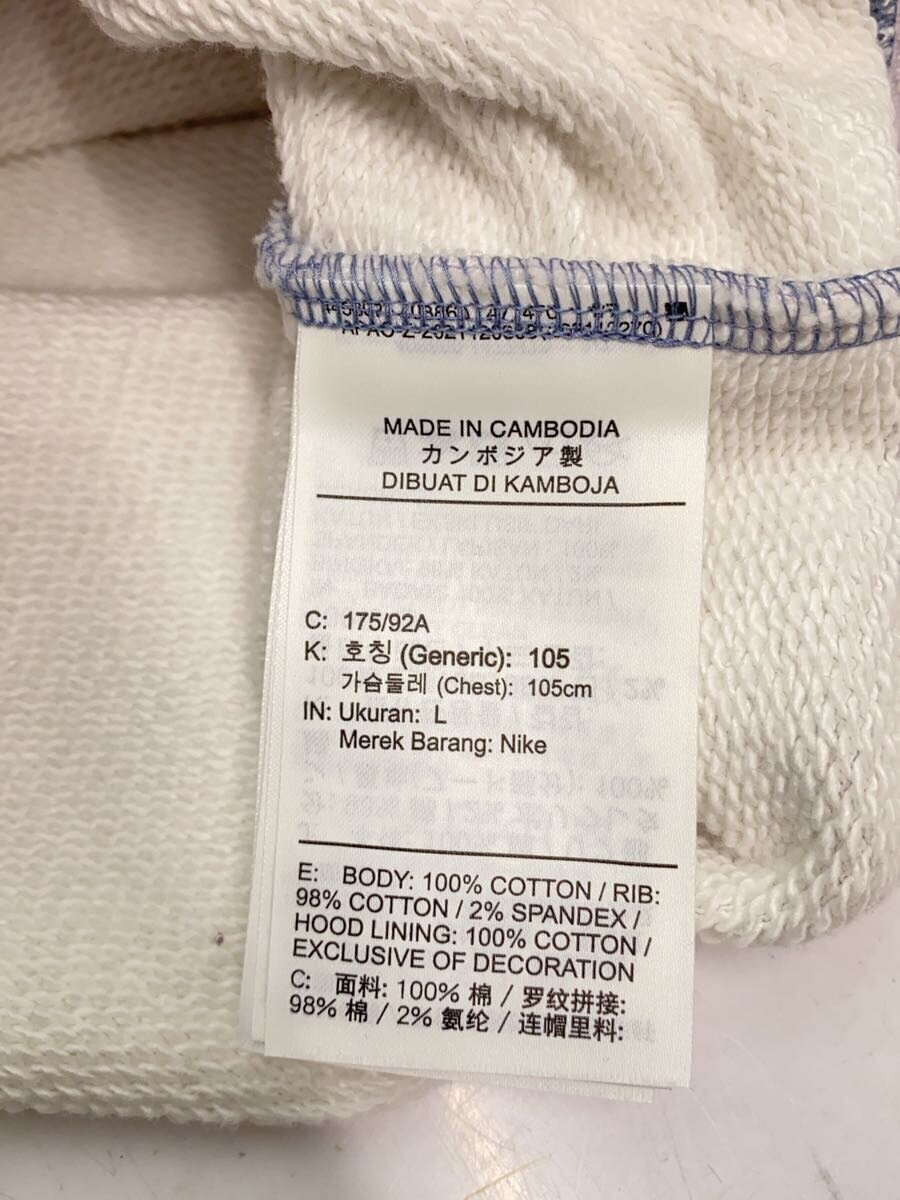 MADE IN CAMBODIA
カンボジア製
DIBUAT DI KAMBOJA
C: 175/92A
K: 호칭 (Generic): 105
가슴둘레 (Chest): 105cm
IN: Ukuran: L
Merek Barang: Nike
E: BODY: 100% COTTON / RIB:
98% COTTON / 2% SPANDEX /
HOOD LINING: 100% COTTON /
EXCLUSIVE OF DECORATION
C: 面料: 100% 棉 / 罗纹拼接:
98% 棉 / 2% 氨纶 / 连帽里料: